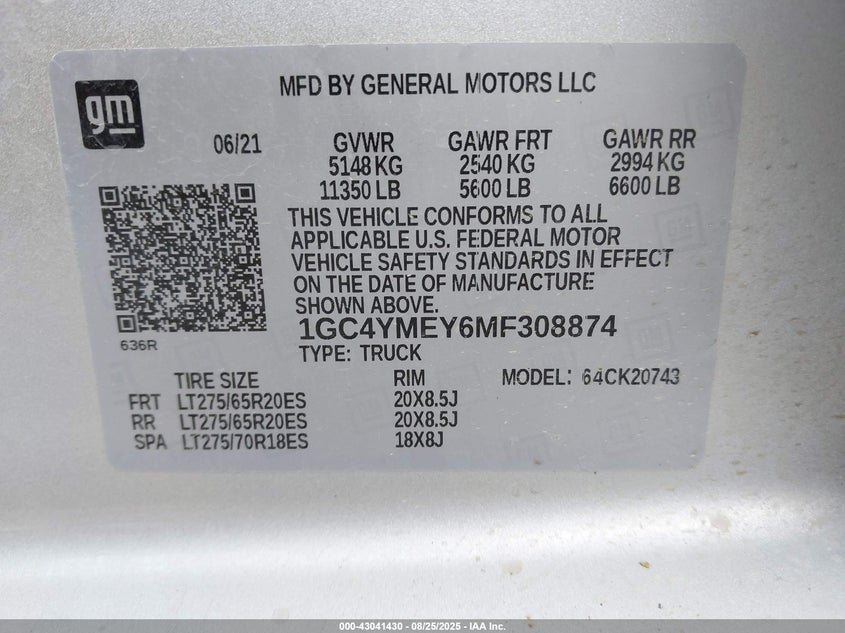 gm
MFD BY GENERAL MOTORS LLC
06/21 GVWR GAWR FRT GAWR RR
5148 KG 2540 KG 2994 KG
11350 LB 5600 LB 6600 LB
THIS VEHICLE CONFORMS TO ALL
APPLICABLE U.S. FEDERAL MOTOR
VEHICLE SAFETY STANDARDS IN EFFECT
ON THE DATE OF MANUFACTURE
SHOWN ABOVE.
1GC4YMEY6MF308874
636R
TYPE: TRUCK
TIRE SIZE RIM MODEL: 64CK20743
FRT LT275/65R20ES 20X8.5J
RR LT275/65R20ES 20X8.5J
SPA LT275/70R18ES 18X8J
000-43041430 - 08/25/2025 - IAA Inc.